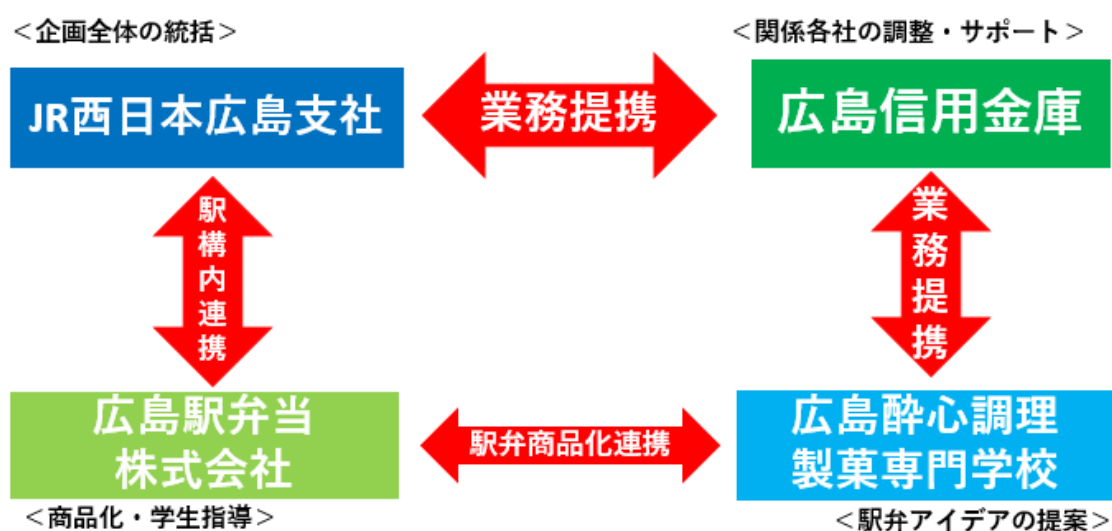 ＜企画全体の統括＞
＜関係各社の調整・サポート＞
JR西日本広島支社
業務提携
広島信用金庫
駅構内連携
業務提携
広島駅弁当
株式会社
駅弁商品化連携
広島酔心調理
製菓専門学校
＜商品化・学生指導＞
＜駅弁アイデアの提案＞